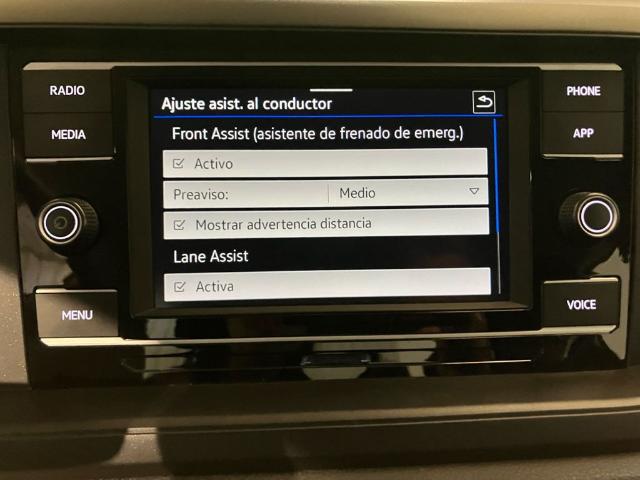 RADIO
MEDIA
MENU
Ajuste asist. al conductor
Front Assist (asistente de frenado de emerg.)
Activo
Preaviso: Medio
Mostrar advertencia distancia
Lane Assist
Activa
PHONE
APP
VOICE